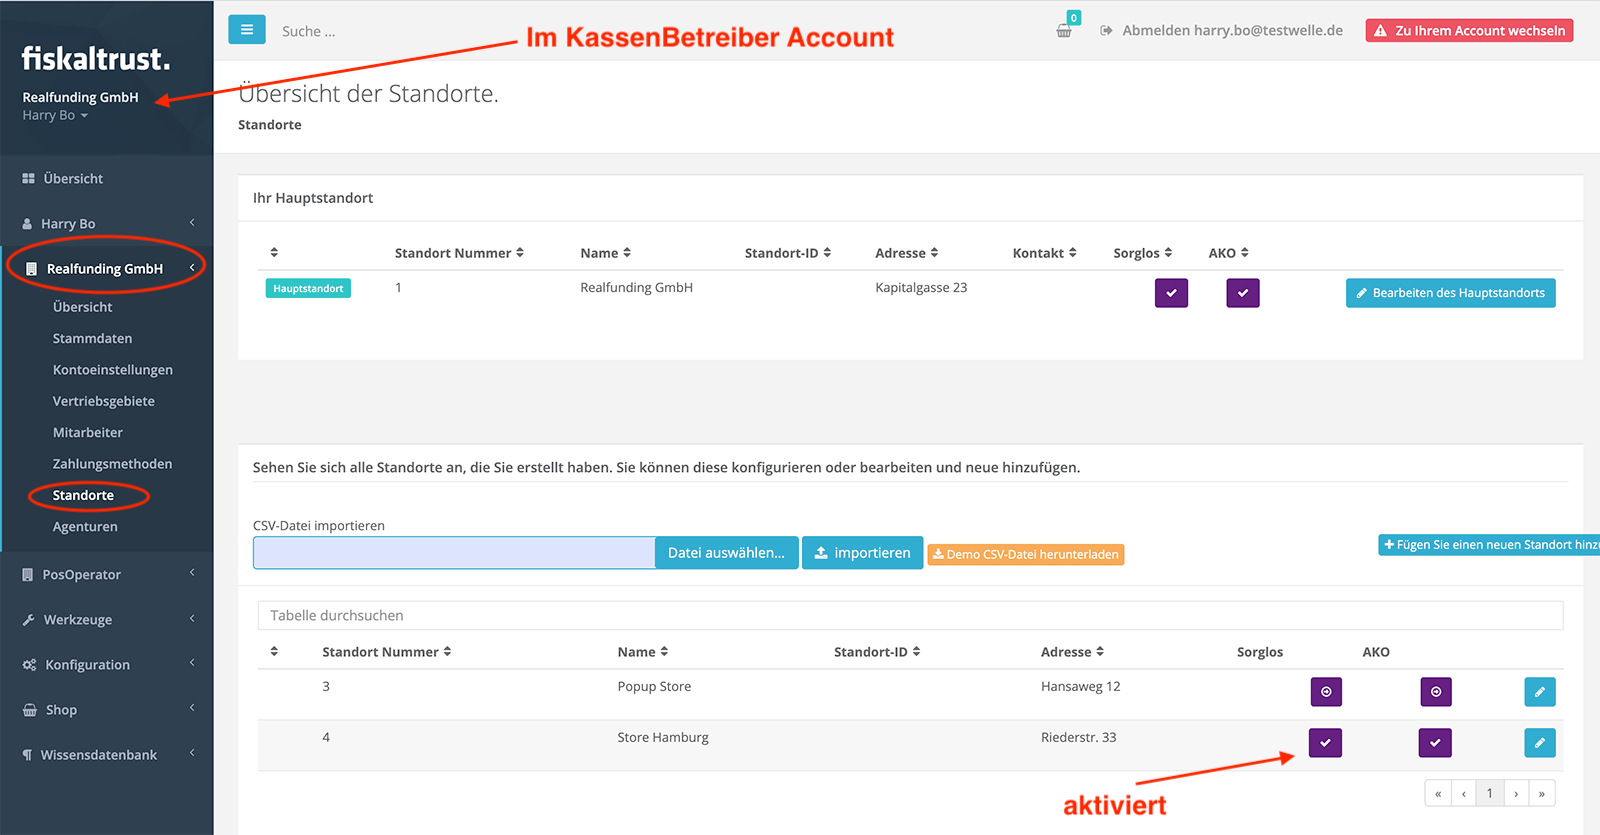 fiskaltrust.
Realfunding GmbH
Harry Bo
Übersicht
Harry Bo
Realfunding GmbH
Übersicht
Stammdaten
Kontoeinstellungen
Vertriebsgebiete
Mitarbeiter
Zahlungsmethoden
Standorte
Agenturen
PosOperator
Werkzeuge
Konfiguration
Shop
Wissensdatenbank
Suche ...
Im KassenBetreiber Account
0
Abmelden harry.bo@testwelle.de
Zu Ihrem Account wechseln
Übersicht der Standorte.
Standorte
Ihr Hauptstandort
Standort Nummer Name Standort-ID Adresse Kontakt Sorglos AKO
Hauptstandort 1 Realfunding GmbH Kapitalgasse 23 Bearbeiten des Hauptstandorts
Sehen Sie sich alle Standorte an, die Sie erstellt haben. Sie können diese konfigurieren oder bearbeiten und neue hinzufügen.
CSV-Datei importieren
Datei auswählen... importieren Demo CSV-Datei herunterladen
+ Fügen Sie einen neuen Standort hinzu
Tabelle durchsuchen
Standort Nummer Name Standort-ID Adresse Sorglos AKO
3 Popup Store Hansaweg 12
4 Store Hamburg Riederstr. 33
aktiviert
« ‹ 1 › »